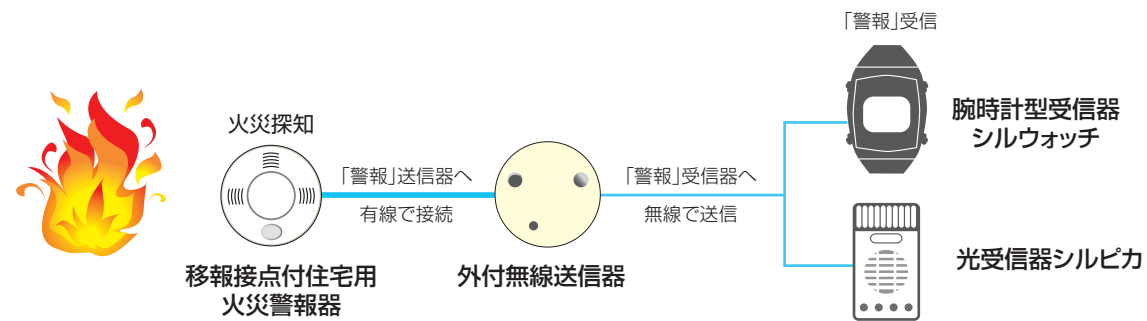 「警報」受信
腕時計型受信器
シルウォッチ
火災探知
「警報」送信器へ
有線で接続
「警報」受信器へ
無線で送信
移報接点付住宅用
火災警報器
外付無線送信器
光受信器シルピカ